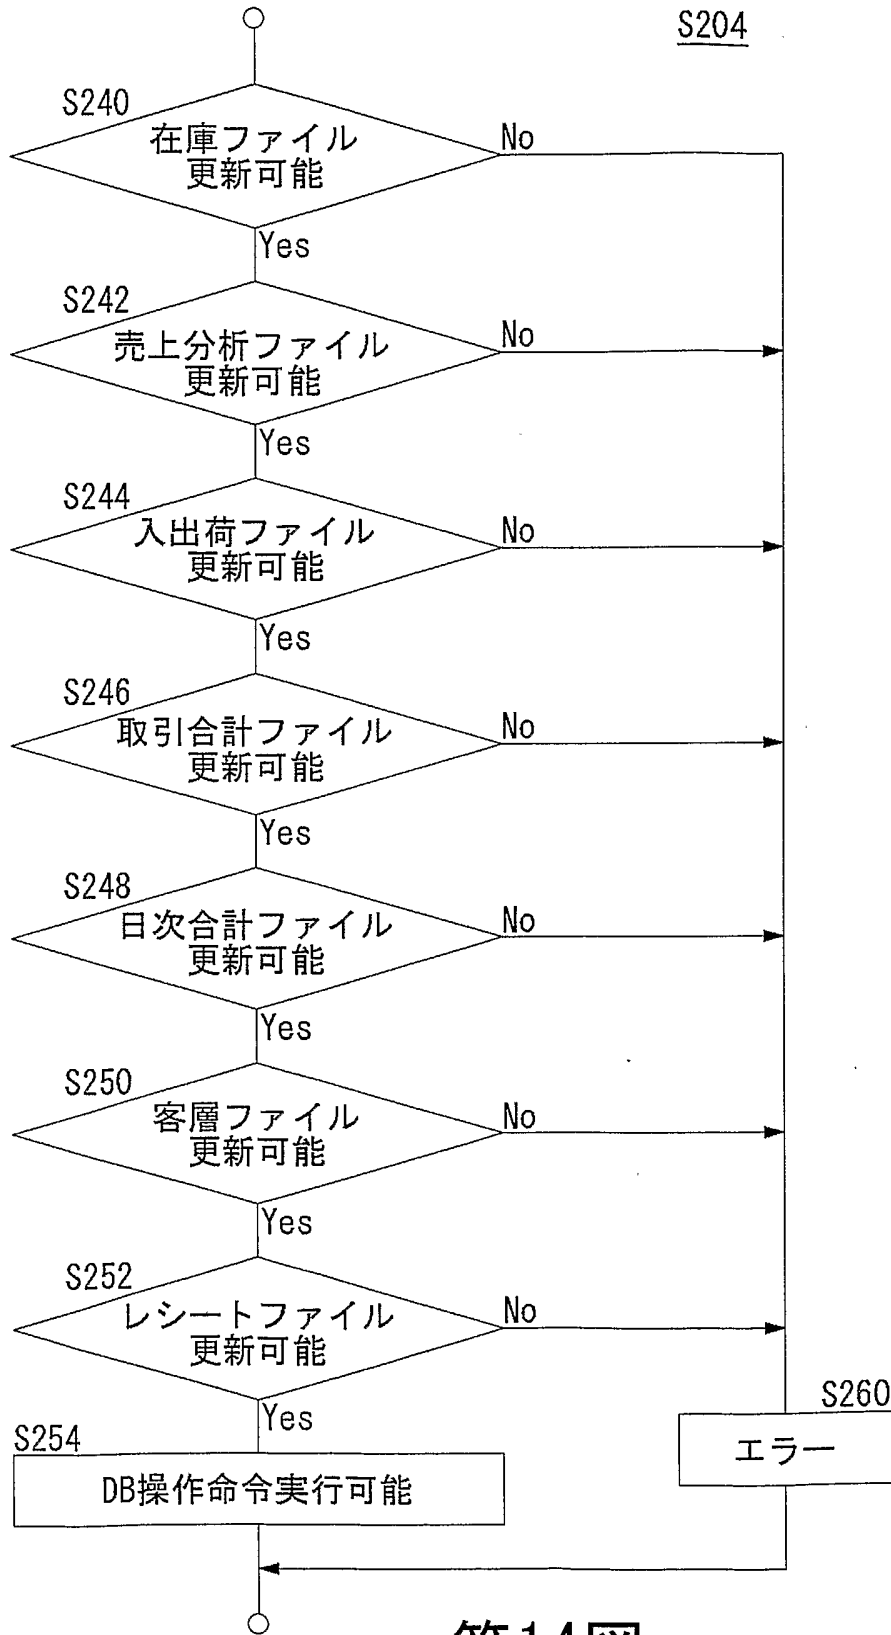 S204
S240
在庫ファイル
更新可能
No
Yes
S242
売上分析ファイル
更新可能
No
Yes
S244
入出荷ファイル
更新可能
No
Yes
S246
取引合計ファイル
更新可能
No
Yes
S248
日次合計ファイル
更新可能
No
Yes
S250
客層ファイル
更新可能
No
Yes
S252
レシートファイル
更新可能
No
Yes
S254
DB操作命令実行可能
S260
エラー
第14図